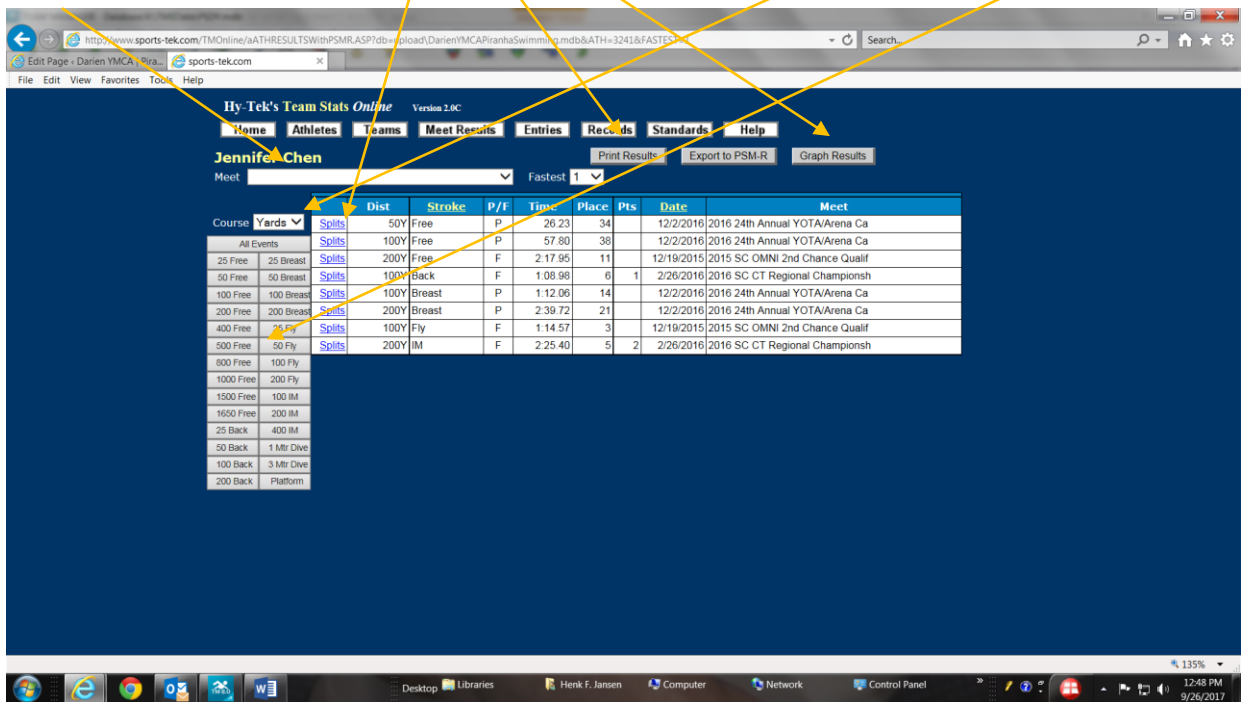 http://www.sports-tek.com/TMOnline/aATHRESULTSWithPSMR.ASP?db=upload\DarienYMCAPiranhaSwimming.mdb&ATH=3241&FASTEST=1
Search...
Edit Page ‹ Darien YMCA Pira...
sports-tek.com
File Edit View Favorites Tools Help
Hy-Tek's Team Stats Online Version 2.0C
Home Athletes Teams Meet Results Entries Records Standards Help
Jennifer Chen
Print Results Export to PSM-R Graph Results
Meet Fastest 1
Dist Stroke P/F Time Place Pts Date Meet
Course Yards
Splits 50Y Free P 26.23 34 12/2/2016 2016 24th Annual YOTA/Arena Ca
Splits 100Y Free P 57.80 38 12/2/2016 2016 24th Annual YOTA/Arena Ca
Splits 200Y Free F 2:17.95 11 12/19/2015 2015 SC OMNI 2nd Chance Qualif
Splits 100Y Back F 1:08.98 6 1 2/26/2016 2016 SC CT Regional Championsh
Splits 100Y Breast P 1:12.06 14 12/2/2016 2016 24th Annual YOTA/Arena Ca
Splits 200Y Breast P 2:39.72 21 12/2/2016 2016 24th Annual YOTA/Arena Ca
Splits 100Y Fly F 1:14.57 3 12/19/2015 2015 SC OMNI 2nd Chance Qualif
Splits 200Y IM F 2:25.40 5 2 2/26/2016 2016 SC CT Regional Championsh
All Events
25 Free 25 Breast
50 Free 50 Breast
100 Free 100 Breast
200 Free 200 Breast
400 Free 25 Fly
500 Free 50 Fly
800 Free 100 Fly
1000 Free 200 Fly
1500 Free 100 IM
1650 Free 200 IM
25 Back 400 IM
50 Back 1 Mtr Dive
100 Back 3 Mtr Dive
200 Back Platform
135%
Desktop Libraries Henk F. Jansen Computer Network Control Panel
12:48 PM
9/26/2017